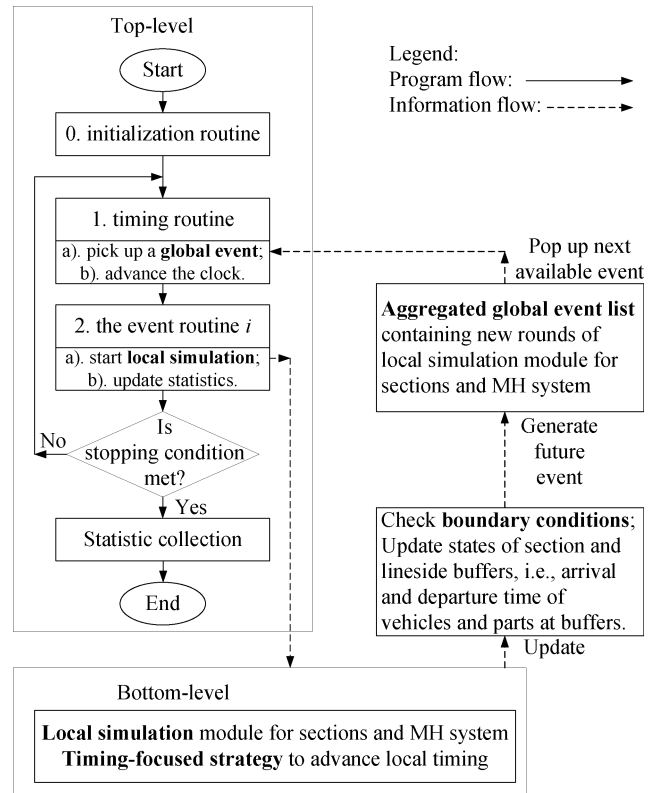 Top-level
Start
0. initialization routine
1. timing routine
a). pick up a global event;
b). advance the clock.
2. the event routine i
a). start local simulation;
b). update statistics.
Is
stopping condition
met?
No
Yes
Statistic collection
End
Legend:
Program flow:
Information flow:
Pop up next
available event
Aggregated global event list
containing new rounds of
local simulation module for
sections and MH system
Generate
future
event
Check boundary conditions;
Update states of section and
lineside buffers, i.e., arrival
and departure time of
vehicles and parts at buffers.
Update
Bottom-level
Local simulation module for sections and MH system
Timing-focused strategy to advance local timing